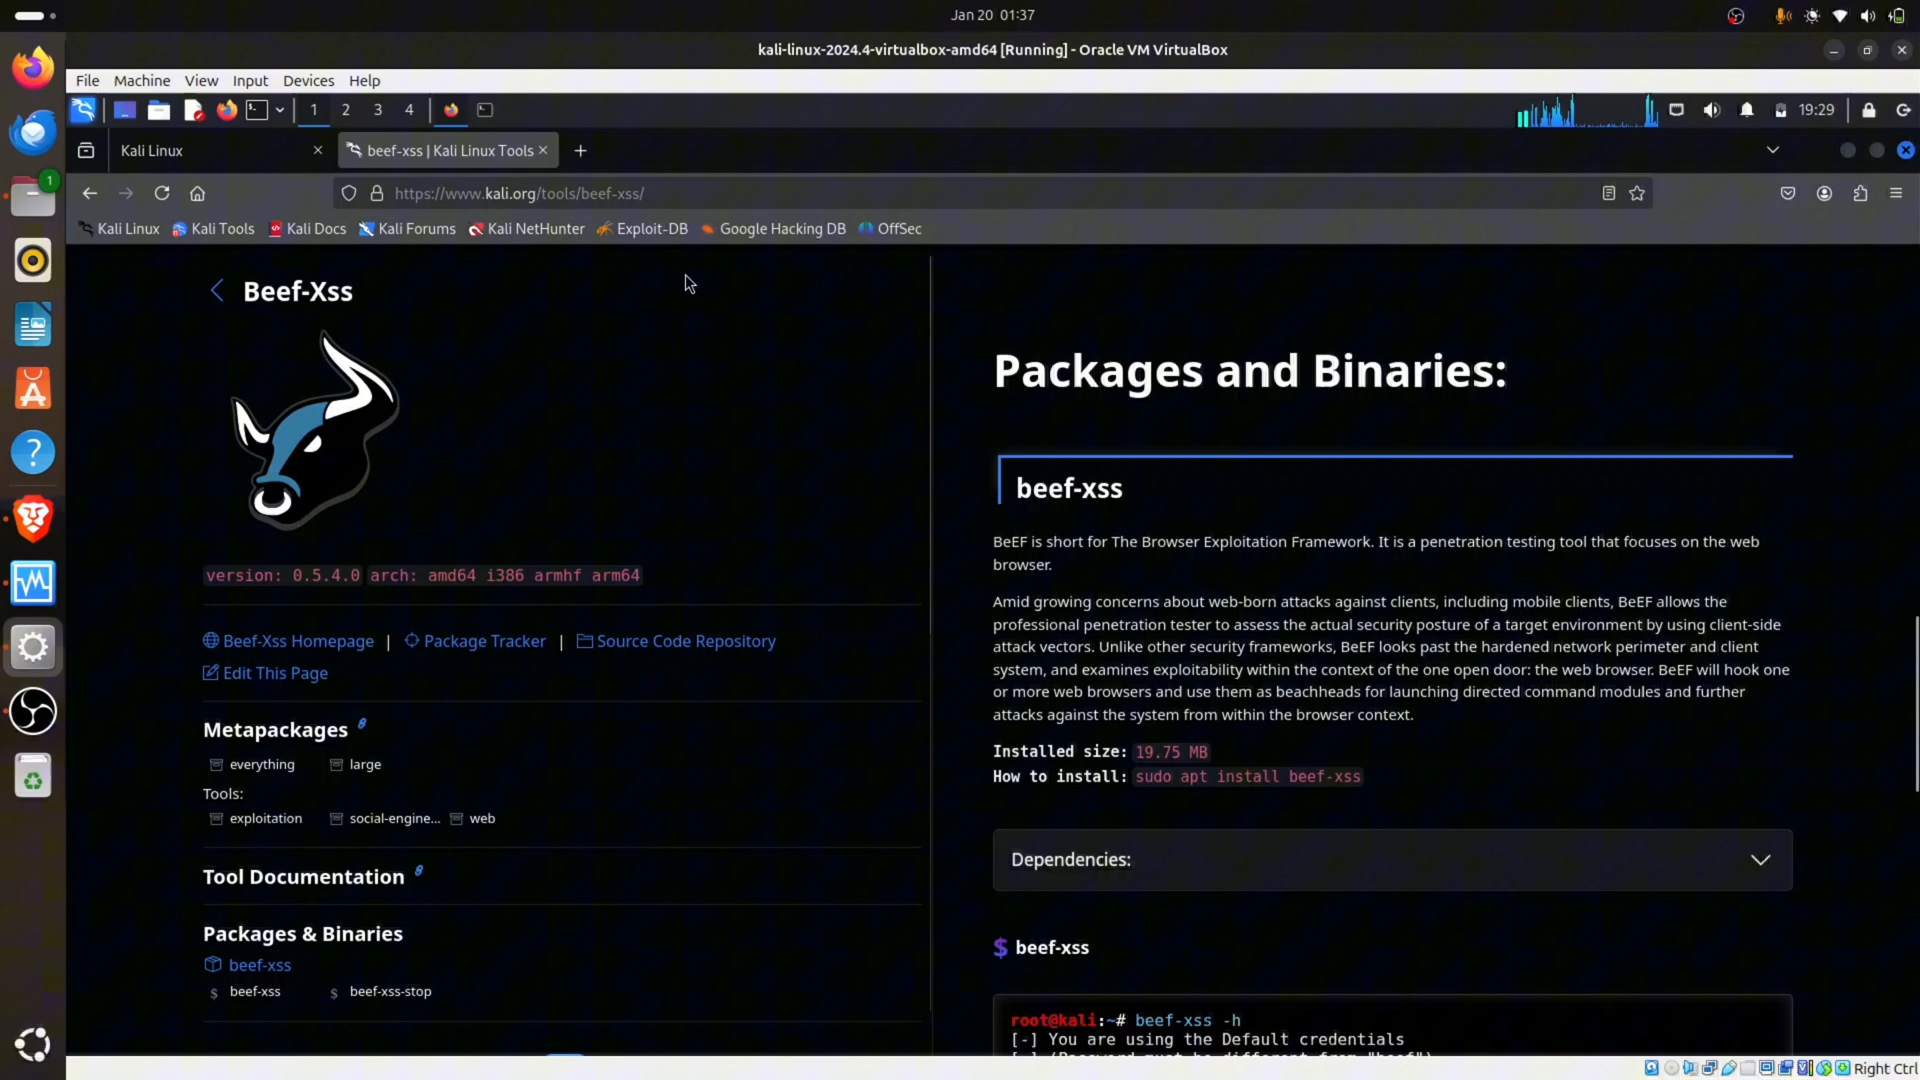 Jan 20 01:37
kali-linux-2024.4-virtualbox-amd64 [Running] - Oracle VM VirtualBox
File Machine View Input Devices Help
1 2 3 4
19:29
Kali Linux
beef-xss | Kali Linux Tools
https://www.kali.org/tools/beef-xss/
Kali Linux Kali Tools Kali Docs Kali Forums Kali NetHunter Exploit-DB Google Hacking DB OffSec
1
Beef-Xss
version: 0.5.4.0 arch: amd64 i386 armhf arm64
Beef-Xss Homepage | Package Tracker | Source Code Repository
Edit This Page
Metapackages
everything large
Tools:
exploitation social-engine... web
Tool Documentation
Packages & Binaries
beef-xss
$ beef-xss $ beef-xss-stop
Packages and Binaries:
beef-xss
BeEF is short for The Browser Exploitation Framework. It is a penetration testing tool that focuses on the web
browser.
Amid growing concerns about web-born attacks against clients, including mobile clients, BeEF allows the
professional penetration tester to assess the actual security posture of a target environment by using client-side
attack vectors. Unlike other security frameworks, BeEF looks past the hardened network perimeter and client
system, and examines exploitability within the context of the one open door: the web browser. BeEF will hook one
or more web browsers and use them as beachheads for launching directed command modules and further
attacks against the system from within the browser context.
Installed size: 19.75 MB
How to install: sudo apt install beef-xss
Dependencies:
$ beef-xss
root@kali:~# beef-xss -h
[-] You are using the Default credentials
[-] (Password must be different from "beef")
Right Ctrl